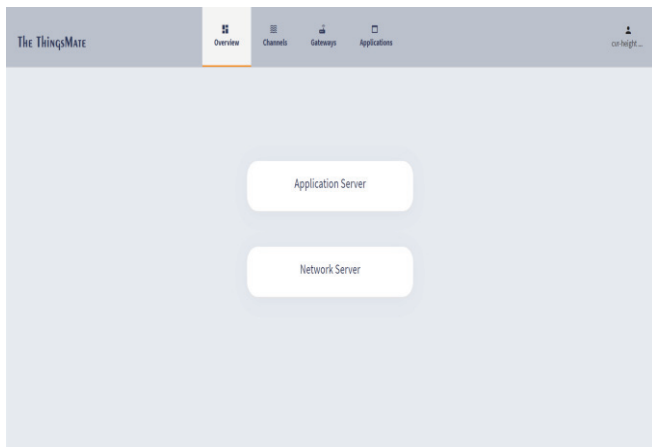 The ThingsMate
Overview
Channels
Gateways
Applications
Application Server
Network Server